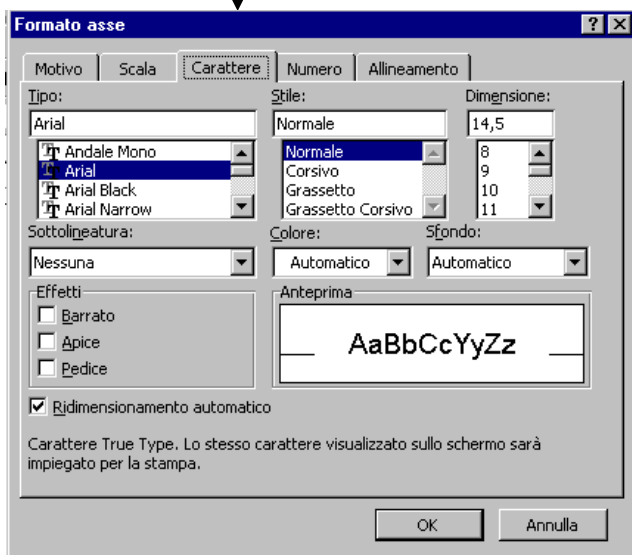 Formato asse
Motivo Scala Carattere Numero Allineamento
Tipo: Stile: Dimensione:
Arial Normale 14,5
Andale Mono Normale 8
Arial Corsivo 9
Arial Black Grassetto 10
Arial Narrow Grassetto Corsivo 11
Sottolineatura: Colore: Sfondo:
Nessuna Automatico Automatico
Effetti Anteprima
Barrato
Apice AaBbCcYyZz
Pedice
Ridimensionamento automatico
Carattere True Type. Lo stesso carattere visualizzato sullo schermo sarà
impiegato per la stampa.
OK Annulla